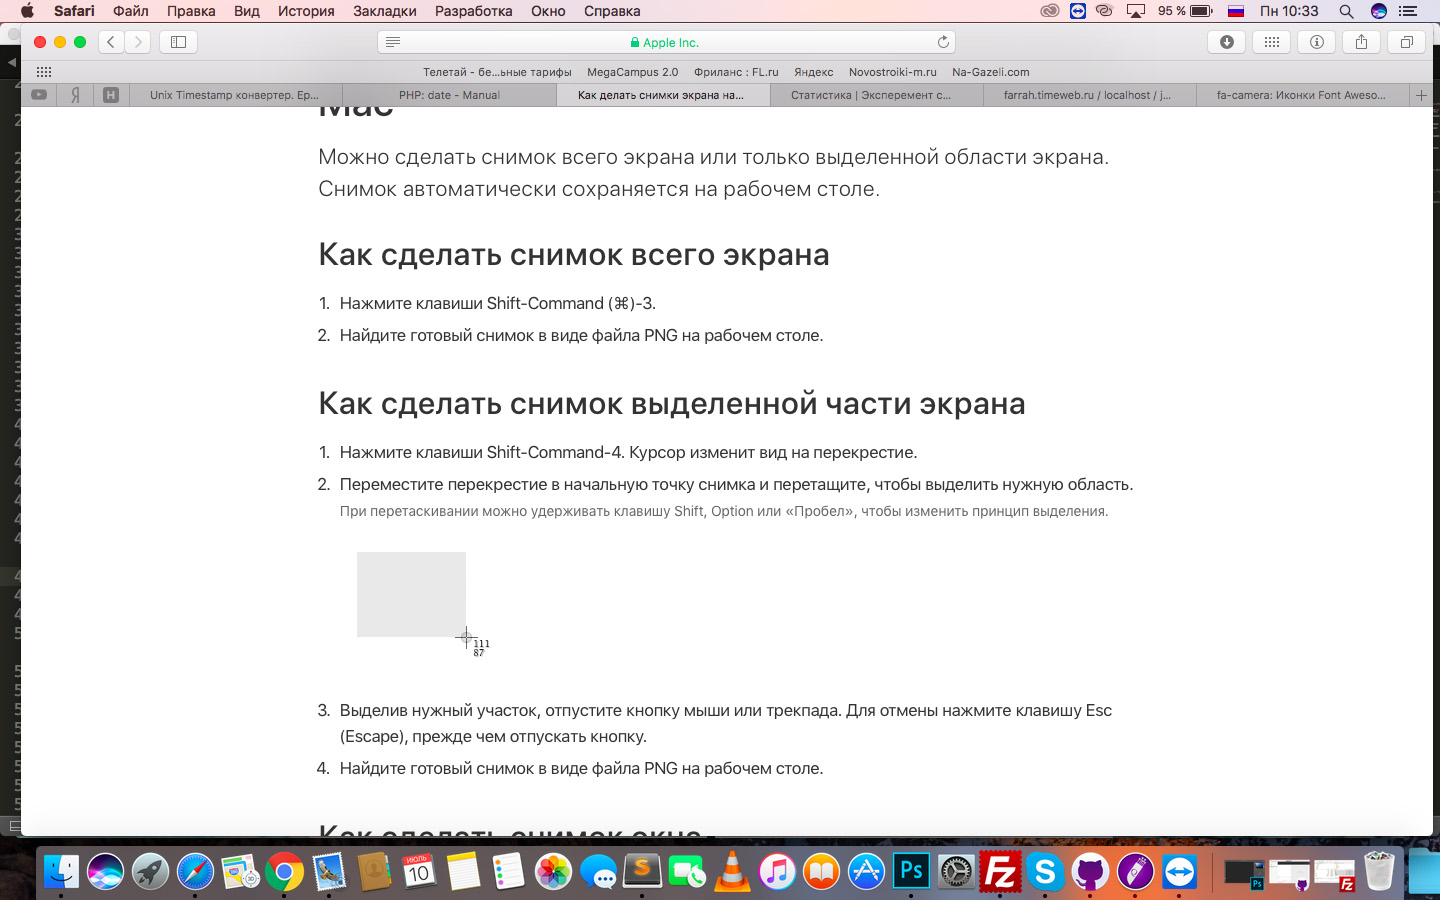 Safari Файл Правка Вид История Закладки Разработка Окно Справка 95 % Пн 10:33
Apple Inc.
Телетай - бе...ьные тарифы MegaCampus 2.0 Фриланс : FL.ru Яндекс Novostroiki-m.ru Na-Gazeli.com
Я H Unix Timestamp конвертер. Ep... PHP: date - Manual Как делать снимки экрана на... Статистика | Эксперемент с... farrah.timeweb.ru / localhost / j... fa-camera: Иконки Font Aweso...
Mac
Можно сделать снимок всего экрана или только выделенной области экрана.
Снимок автоматически сохраняется на рабочем столе.
Как сделать снимок всего экрана
1. Нажмите клавиши Shift-Command (⌘)-3.
2. Найдите готовый снимок в виде файла PNG на рабочем столе.
Как сделать снимок выделенной части экрана
1. Нажмите клавиши Shift-Command-4. Курсор изменит вид на перекрестие.
2. Переместите перекрестие в начальную точку снимка и перетащите, чтобы выделить нужную область.
При перетаскивании можно удерживать клавишу Shift, Option или «Пробел», чтобы изменить принцип выделения.
111
87
3. Выделив нужный участок, отпустите кнопку мыши или трекпада. Для отмены нажмите клавишу Esc
(Escape), прежде чем отпускать кнопку.
4. Найдите готовый снимок в виде файла PNG на рабочем столе.
Как сделать снимок окна
ИЮЛЬ
10
S
Ps
Fz
S
Ps
Fz